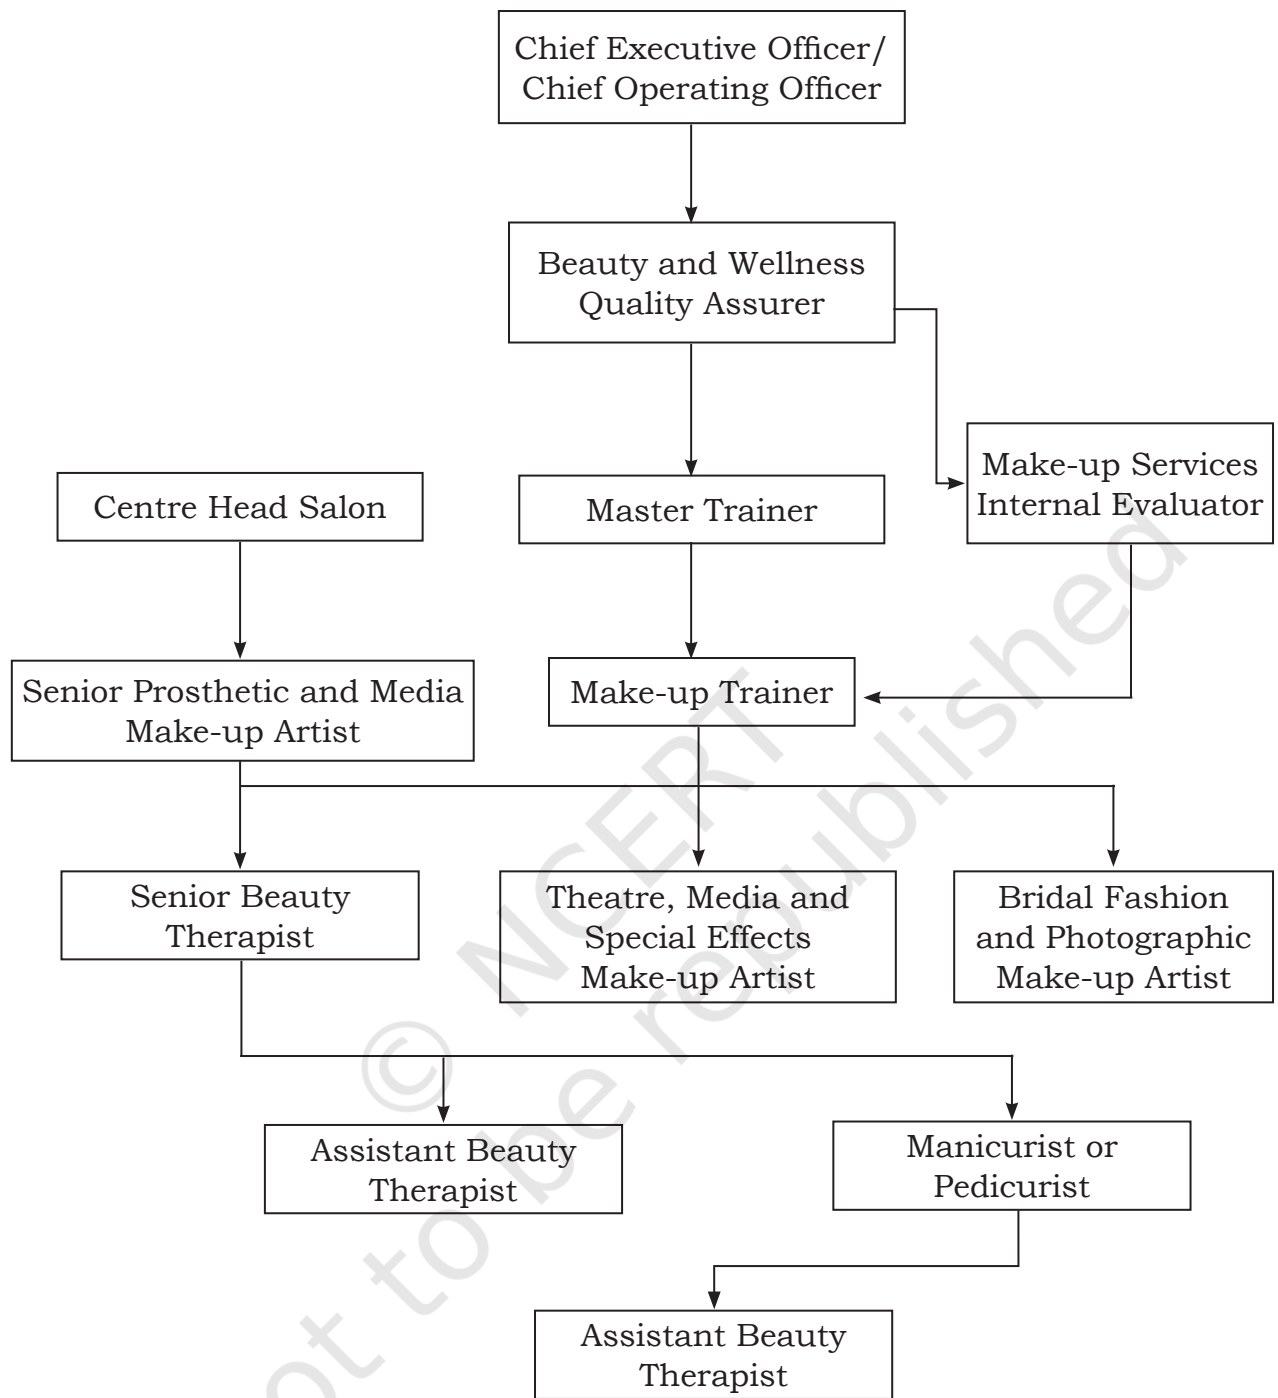 Chief Executive Officer/
Chief Operating Officer
Beauty and Wellness
Quality Assurer
Make-up Services
Internal Evaluator
Centre Head Salon
Master Trainer
Senior Prosthetic and Media
Make-up Artist
Make-up Trainer
Senior Beauty
Therapist
Theatre, Media and
Special Effects
Make-up Artist
Bridal Fashion
and Photographic
Make-up Artist
Assistant Beauty
Therapist
Manicurist or
Pedicurist
Assistant Beauty
Therapist
© NCERT
not to be republished